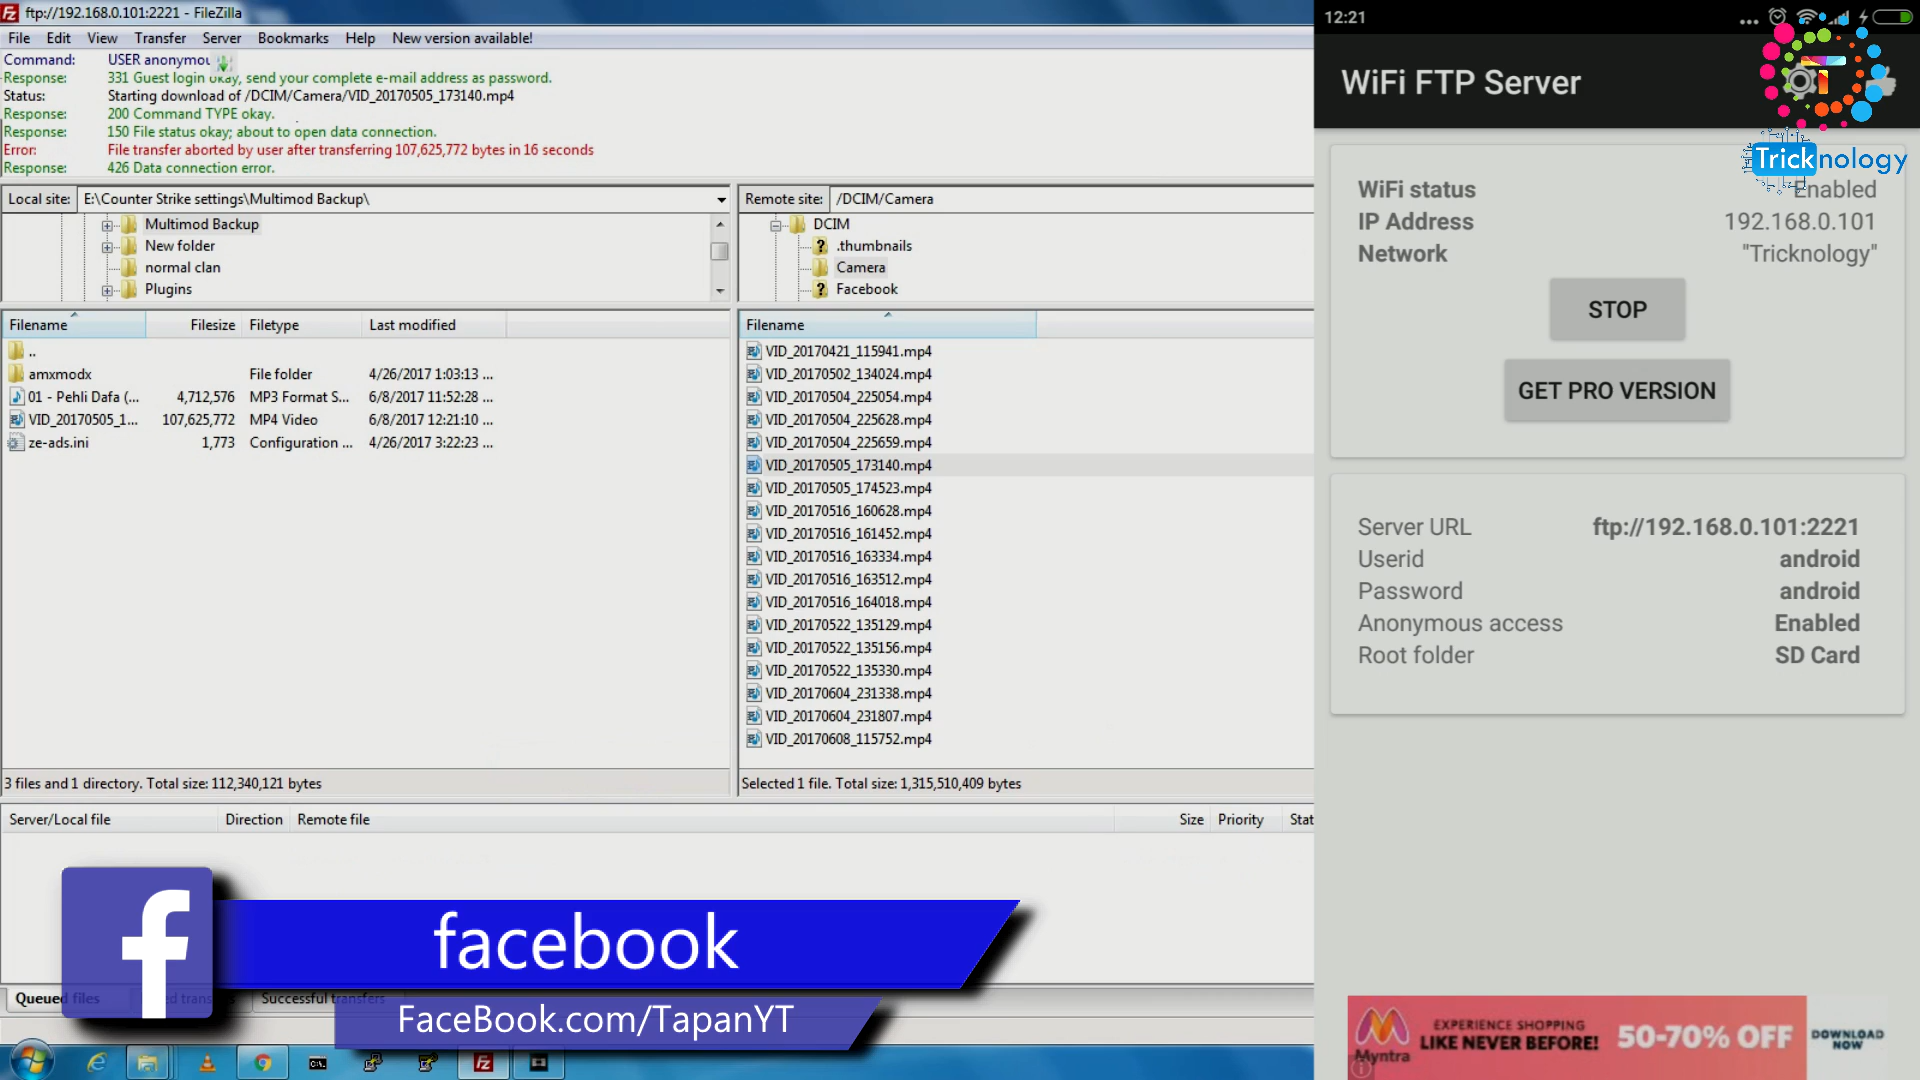 ftp://192.168.0.101:2221 - FileZilla
File Edit View Transfer Server Bookmarks Help New version available!
Command: USER anonymou
Response: 331 Guest login okay, send your complete e-mail address as password.
Status: Starting download of /DCIM/Camera/VID_20170505_173140.mp4
Response: 200 Command TYPE okay.
Response: 150 File status okay; about to open data connection.
Error: File transfer aborted by user after transferring 107,625,772 bytes in 16 seconds
Response: 426 Data connection error.
Local site: E:\Counter Strike settings\Multimod Backup\
Multimod Backup
New folder
normal clan
Plugins
Filename Filesize Filetype Last modified
..
amxmodx File folder 4/26/2017 1:03:13 ...
01 - Pehli Dafa (... 4,712,576 MP3 Format S... 6/8/2017 11:52:28 ...
VID_20170505_1... 107,625,772 MP4 Video 6/8/2017 12:21:10 ...
ze-ads.ini 1,773 Configuration ... 4/26/2017 3:22:23 ...
3 files and 1 directory. Total size: 112,340,121 bytes
Remote site: /DCIM/Camera
DCIM
.thumbnails
Camera
Facebook
Filename
VID_20170421_115941.mp4
VID_20170502_134024.mp4
VID_20170504_225054.mp4
VID_20170504_225628.mp4
VID_20170504_225659.mp4
VID_20170505_173140.mp4
VID_20170505_174523.mp4
VID_20170516_160628.mp4
VID_20170516_161452.mp4
VID_20170516_163334.mp4
VID_20170516_163512.mp4
VID_20170516_164018.mp4
VID_20170522_135129.mp4
VID_20170522_135156.mp4
VID_20170522_135330.mp4
VID_20170604_231338.mp4
VID_20170604_231807.mp4
VID_20170608_115752.mp4
Selected 1 file. Total size: 1,315,510,409 bytes
Server/Local file Direction Remote file Size Priority Stat
Queued files Successful transfers
facebook
FaceBook.com/TapanYT
12:21
WiFi FTP Server
Tricknology
WiFi status Enabled
IP Address 192.168.0.101
Network "Tricknology"
STOP
GET PRO VERSION
Server URL ftp://192.168.0.101:2221
Userid android
Password android
Anonymous access Enabled
Root folder SD Card
Myntra
EXPERIENCE SHOPPING
LIKE NEVER BEFORE!
50-70% OFF
DOWNLOAD
NOW